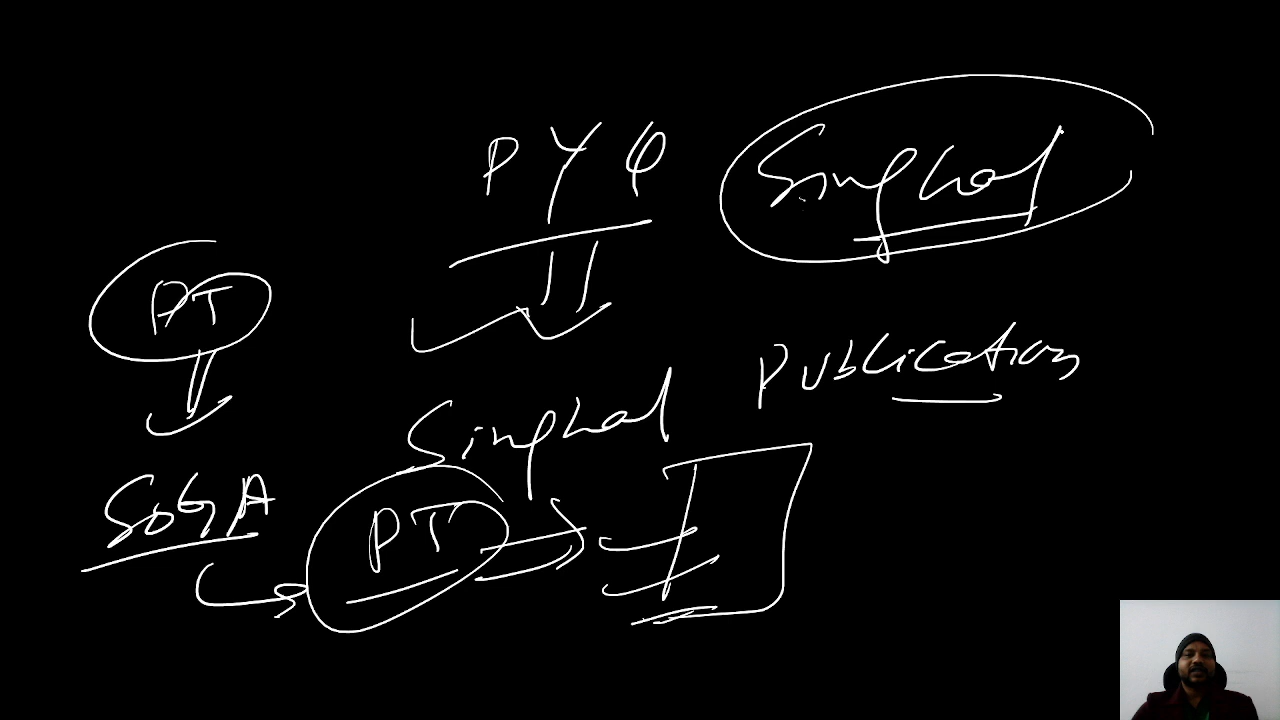 PYQ
Singhal
PT
Publication
Singhal
SOGA
PT